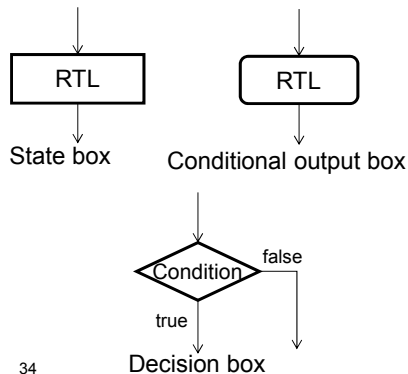 RTL
RTL
State box
Conditional output box
Condition
false
true
Decision box
34